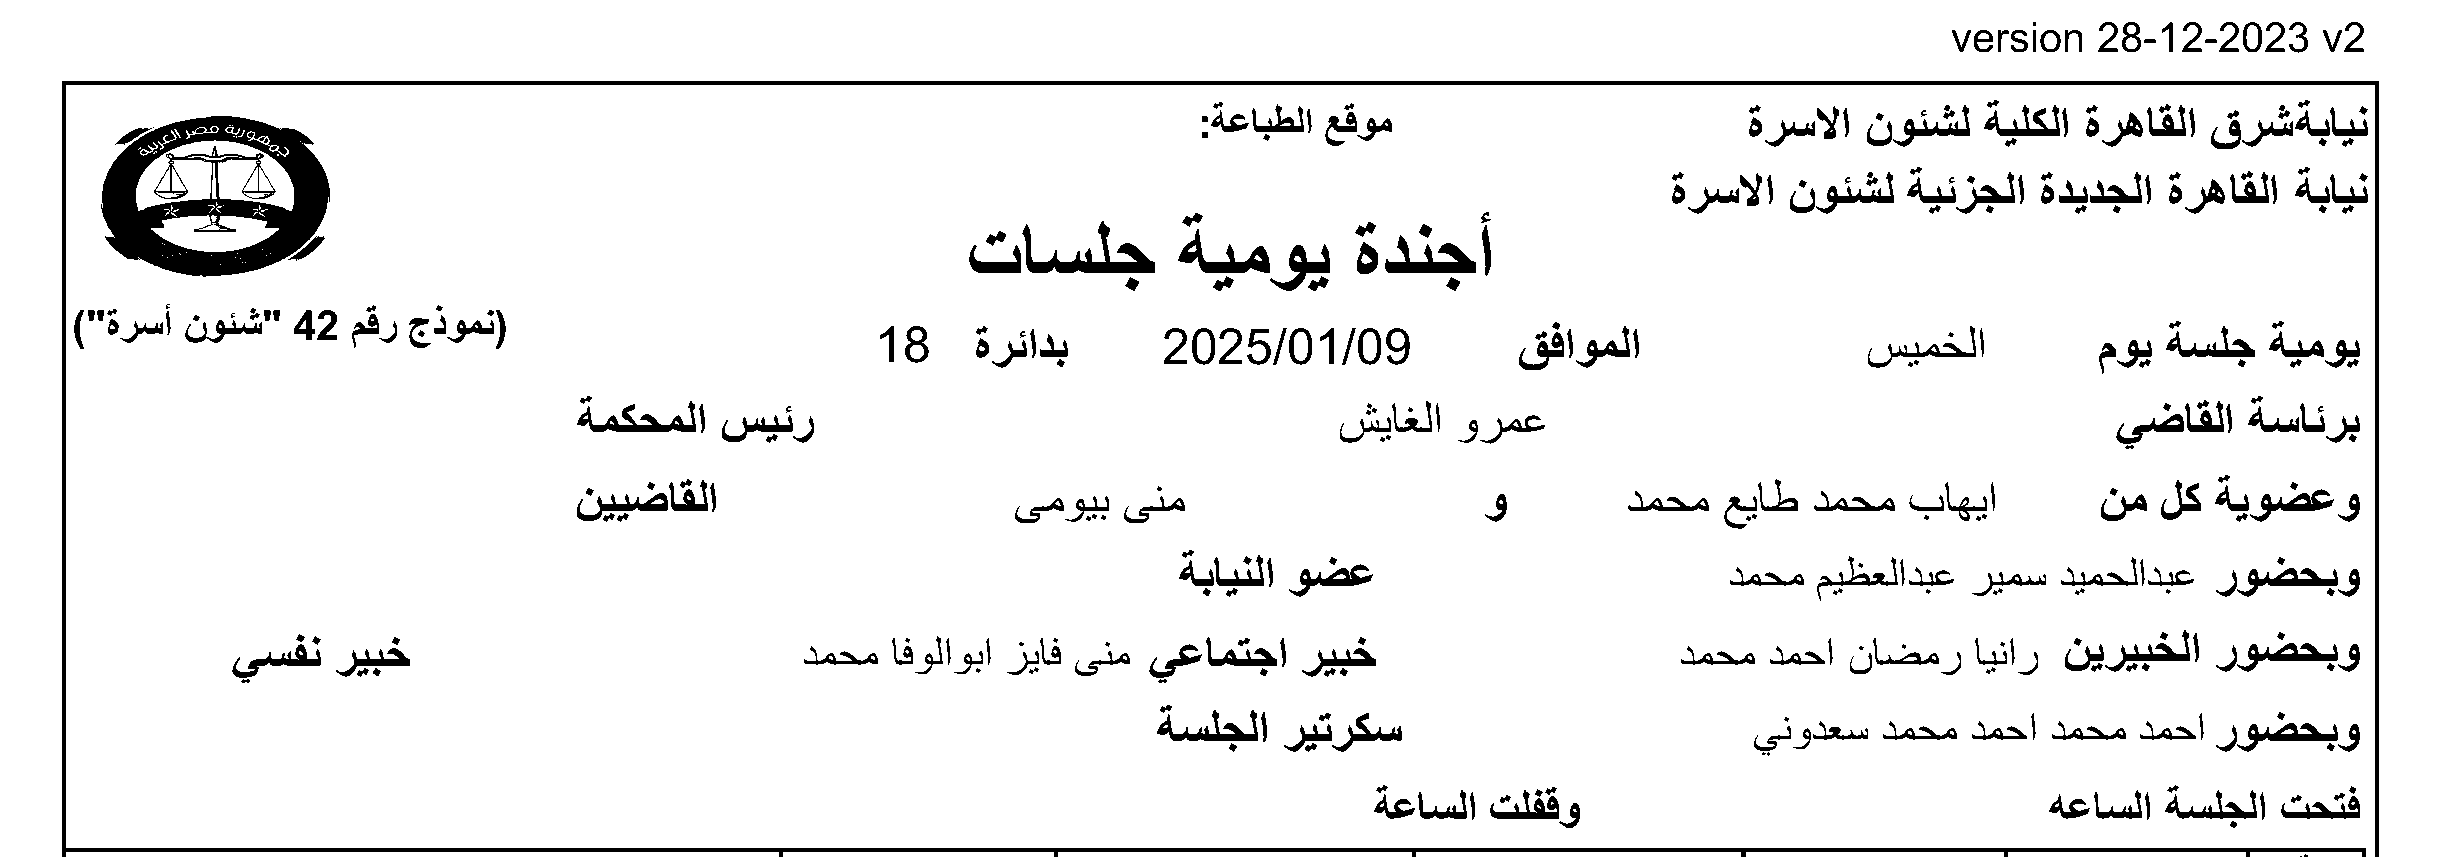 version 28-12-2023 v2
نيابةشرق القاهرة الكلية لشئون الاسرة
موقع الطباعة:
جمهورية مصر العربية
نيابة القاهرة الجديدة الجزئية لشئون الاسرة
أجندة يومية جلسات
(نموذج رقم 42 "شئون أسرة")
يومية جلسة يوم الخميس الموافق 2025/01/09 بدائرة 18
برئاسة القاضي عمرو الغايش رئيس المحكمة
وعضوية كل من ايهاب محمد طايع محمد و منى بيومى القاضيين
وبحضور عبدالحميد سمير عبدالعظيم محمد عضو النيابة
وبحضور الخبيرين رانيا رمضان احمد محمد خبير اجتماعي منى فايز ابوالوفا محمد خبير نفسي
وبحضور احمد محمد احمد محمد سعدوني سكرتير الجلسة
فتحت الجلسة الساعه وقفلت الساعة